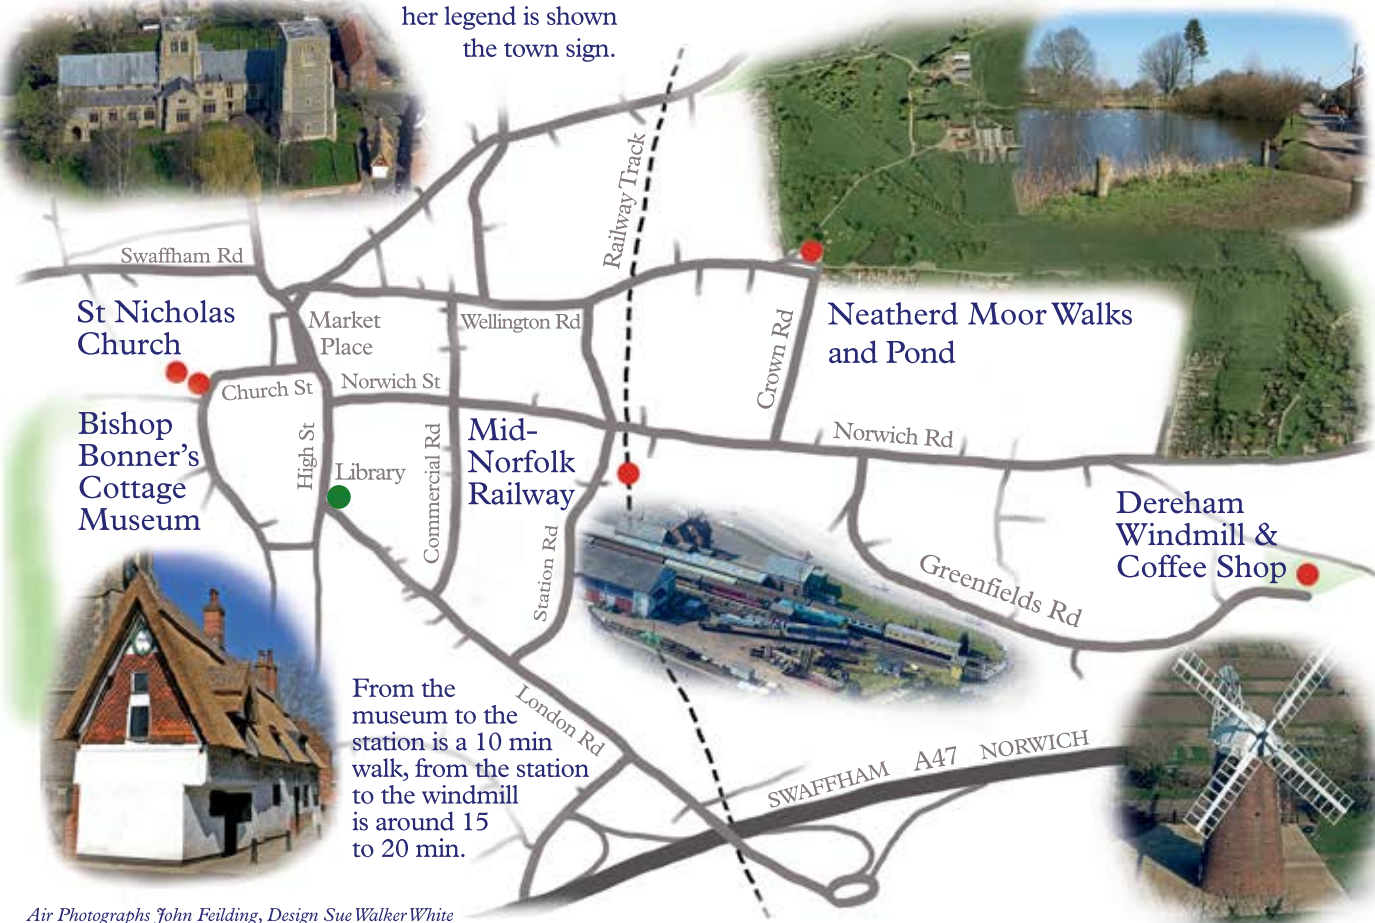 her legend is shown
the town sign.
Railway Track
Swaffham Rd
St Nicholas
Church
Market
Place
Wellington Rd
Crown Rd
Neatherd Moor Walks
and Pond
Church St
Norwich St
Bishop
Bonner's
Cottage
Museum
High St
Library
Commercial Rd
Mid-
Norfolk
Railway
Norwich Rd
Station Rd
Dereham
Windmill &
Coffee Shop
Greenfields Rd
London Rd
From the
museum to the
station is a 10 min
walk, from the station
to the windmill
is around 15
to 20 min.
SWAFFHAM A47 NORWICH
Air Photographs John Feilding, Design Sue Walker White